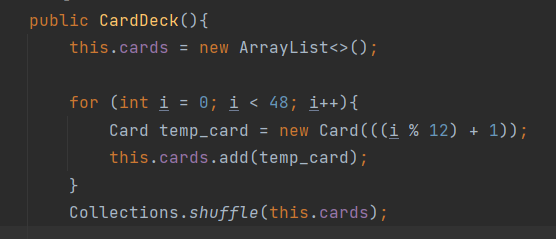 public CardDeck(){
this.cards = new ArrayList<>();
for (int i = 0; i < 48; i++){
Card temp_card = new Card(((i % 12) + 1));
this.cards.add(temp_card);
}
Collections.shuffle(this.cards);